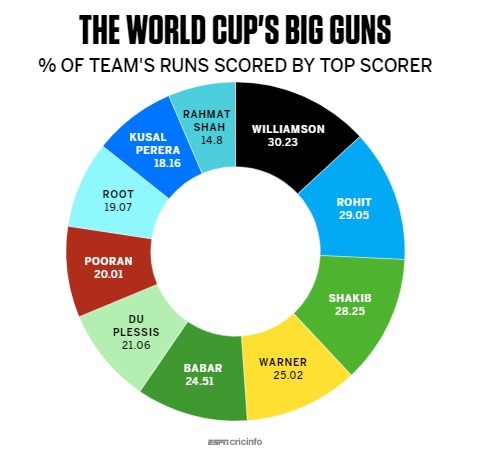 THE WORLD CUP'S BIG GUNS
% OF TEAM'S RUNS SCORED BY TOP SCORER
WILLIAMSON
30.23
ROHIT
29.05
SHAKIB
28.25
WARNER
25.02
BABAR
24.51
DU
PLESSIS
21.06
POORAN
20.01
ROOT
19.07
KUSAL
PERERA
18.16
RAHMAT
SHAH
14.8
ESPN cricinfo